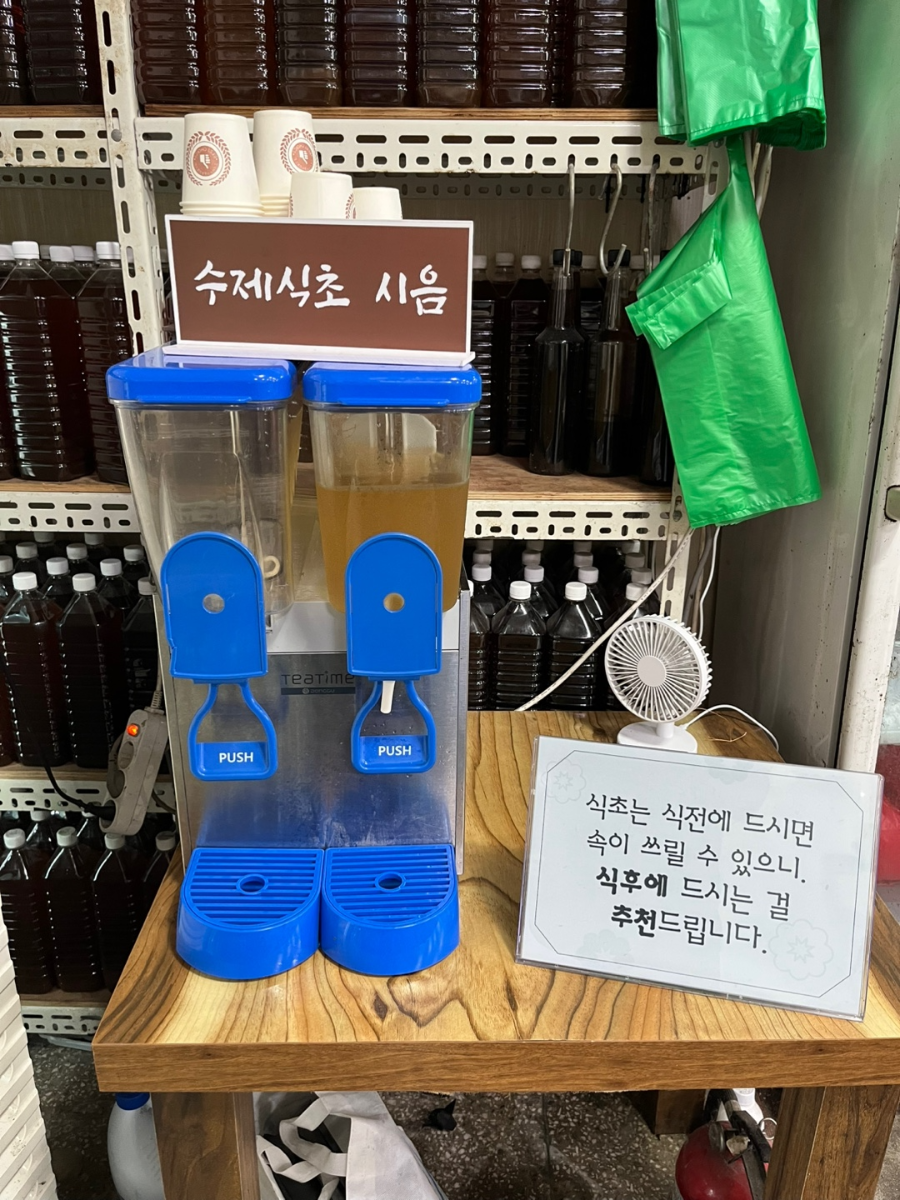 수제식초 시음
TEATIME
PUSH
PUSH
식초는 식전에 드시면
속이 쓰릴 수 있으니.
식후에 드시는 걸
추천드립니다.